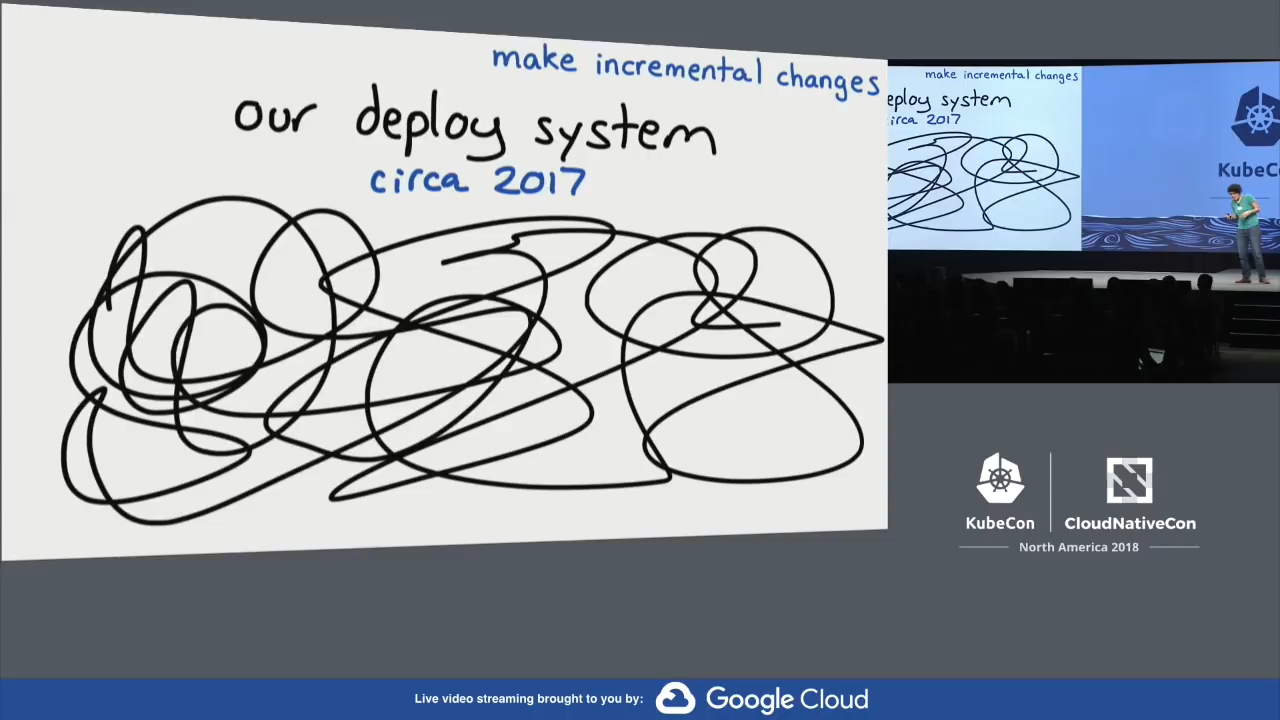 make incremental changes
our deploy system
circa 2017
make incremental changes
eploy system
irca 2017
KubeC
KubeCon
CloudNativeCon
North America 2018
Live video streaming brought to you by:
Google Cloud